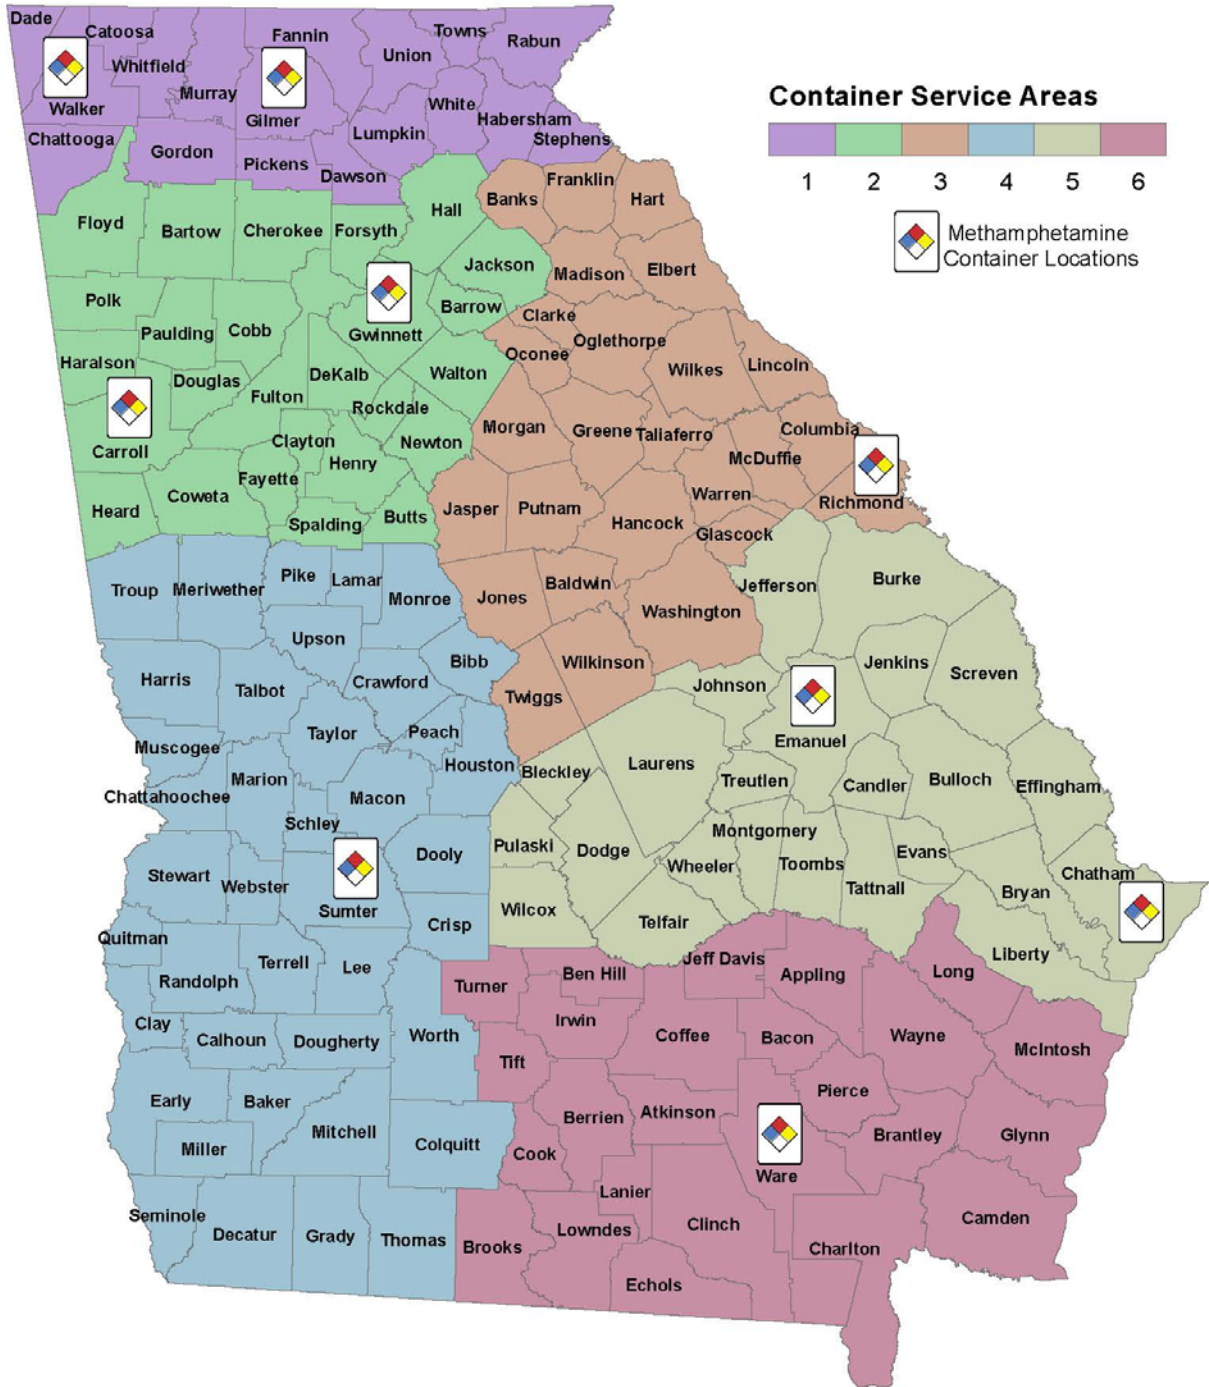 Dade
Catoosa
Fannin
Towns
Rabun
Union
Whitfield
Murray
Walker
Gilmer
White
Habersham
Lumpkin
Stephens
Chattooga
Gordon
Pickens
Dawson
Container Service Areas
1 2 3 4 5 6
Methamphetamine
Container Locations
Franklin
Banks
Hart
Hall
Floyd
Bartow
Cherokee
Forsyth
Jackson
Madison
Elbert
Polk
Barrow
Clarke
Paulding
Cobb
Gwinnett
Oglethorpe
Oconee
Haralson
Lincoln
Wilkes
Douglas
DeKalb
Walton
Fulton
Rockdale
Morgan
Greene
Taliaferro
Columbia
Clayton
Newton
Carroll
Henry
McDuffie
Fayette
Coweta
Warren
Richmond
Heard
Spalding
Butts
Jasper
Putnam
Hancock
Glascock
Troup
Meriwether
Pike
Lamar
Monroe
Jones
Baldwin
Jefferson
Burke
Washington
Upson
Bibb
Wilkinson
Jenkins
Screven
Harris
Talbot
Crawford
Twiggs
Johnson
Taylor
Peach
Emanuel
Muscogee
Houston
Bleckley
Laurens
Marion
Treutlen
Candler
Bulloch
Effingham
Chattahoochee
Macon
Schley
Montgomery
Pulaski
Dodge
Dooly
Evans
Wheeler
Toombs
Chatham
Stewart
Webster
Tattnall
Bryan
Sumter
Wilcox
Telfair
Crisp
Quitman
Liberty
Jeff Davis
Terrell
Lee
Ben Hill
Appling
Long
Randolph
Turner
Clay
Irwin
Calhoun
Dougherty
Worth
Coffee
Bacon
Wayne
McIntosh
Tift
Pierce
Early
Baker
Berrien
Atkinson
Mitchell
Colquitt
Brantley
Glynn
Miller
Cook
Ware
Lanier
Seminole
Decatur
Grady
Thomas
Brooks
Lowndes
Clinch
Camden
Charlton
Echols